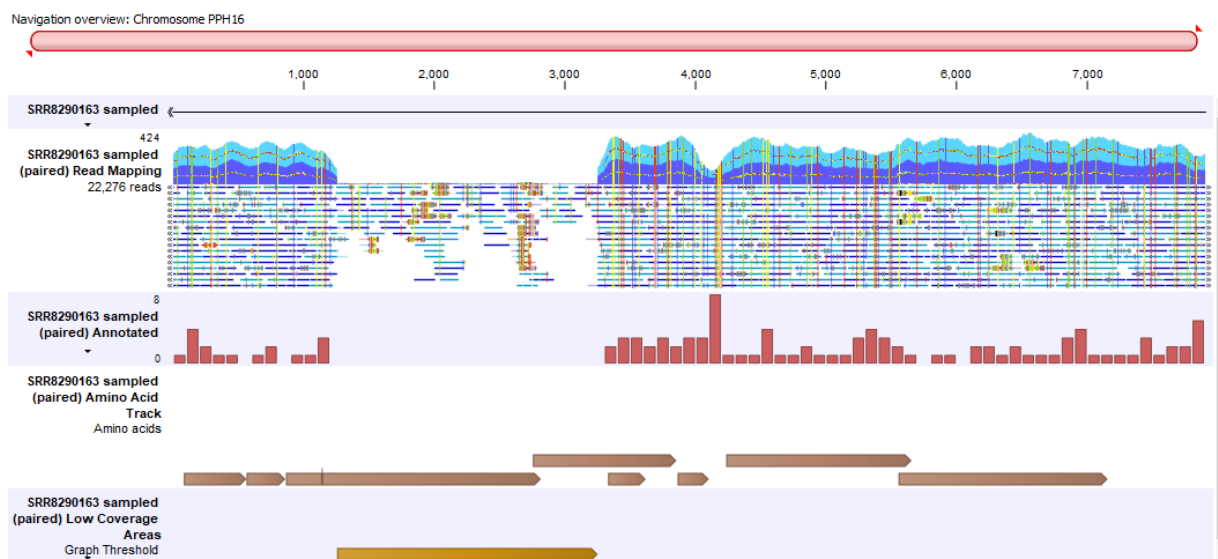 Navigation overview: Chromosome PPH16
1,000 2,000 3,000 4,000 5,000 6,000 7,000
SRR8290163 sampled
424
SRR8290163 sampled
(paired) Read Mapping
22,276 reads
8
SRR8290163 sampled
(paired) Annotated
0
SRR8290163 sampled
(paired) Amino Acid
Track
Amino acids
SRR8290163 sampled
(paired) Low Coverage
Areas
Graph Threshold